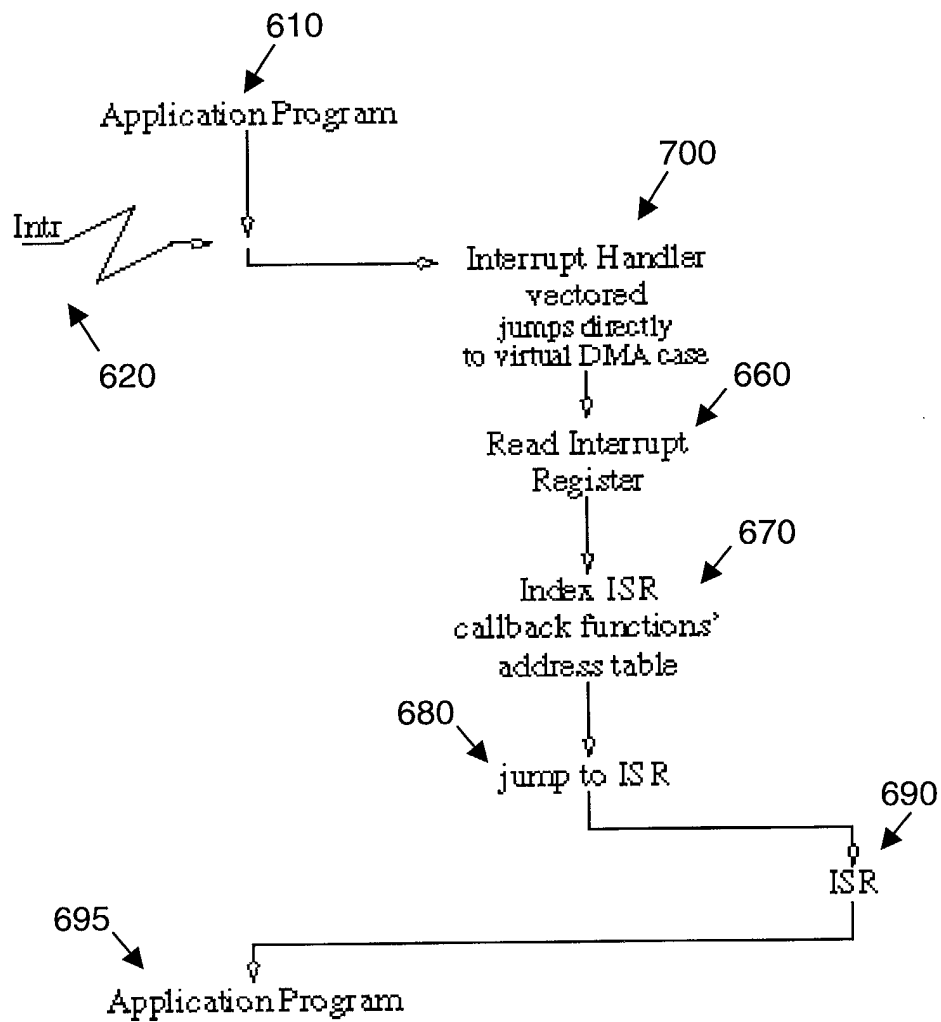 610
Application Program
700
Intr
Interrupt Handler
vectored
jumps directly
to virtual DMA case
620
660
Read Interrupt
Register
670
Index ISR
callback functions'
address table
680
jump to ISR
690
ISR
695
Application Program